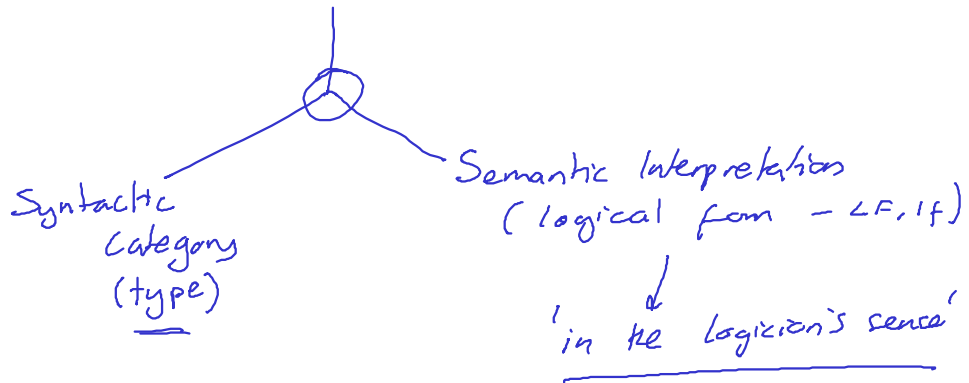 Syntactic
Category
(type)
Semantic Interpretation
(logical form - LF, lf)
'in the logician's sense'